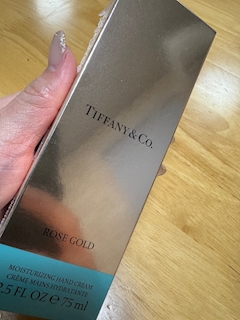 TIFFANY & CO.
ROSE GOLD
MOISTURIZING HAND CREAM
CRÈME MAINS HYDRATANTE
2.5 FL OZ ℮ 75 ml